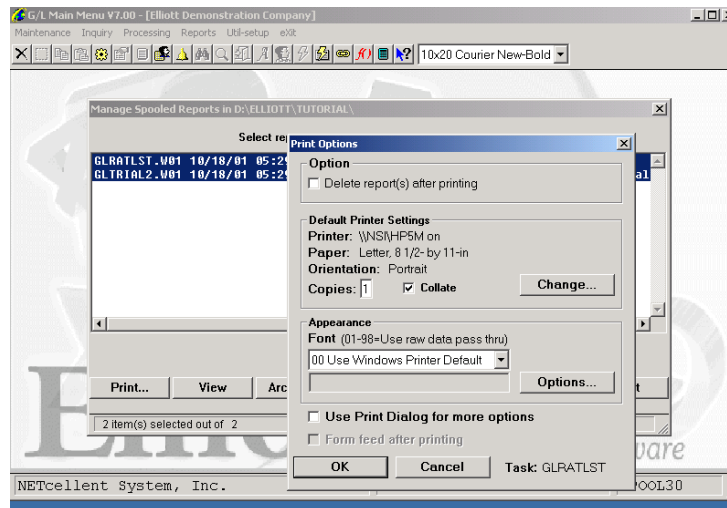 G/L Main Menu V7.00 - [Elliott Demonstration Company]
Maintenance Inquiry Processing Reports Util-setup eXit
10x20 Courier New-Bold
Manage Spooled Reports in D:\ELLIOTT\TUTORIAL\
Select re
GLRATLST.W01 10/18/01 05:29
GLTRIAL2.W01 10/18/01 05:29
al
Print... View Arc
t
2 item(s) selected out of 2
Print Options
Option
Delete report(s) after printing
Default Printer Settings
Printer: \\NSI\HP5M on
Paper: Letter, 8 1/2- by 11-in
Orientation: Portrait
Copies: 1 Collate Change...
Appearance
Font (01-98=Use raw data pass thru)
00 Use Windows Printer Default
Options...
Use Print Dialog for more options
Form feed after printing
OK Cancel Task: GLRATLST
ware
NETcellent System, Inc.
POOL30